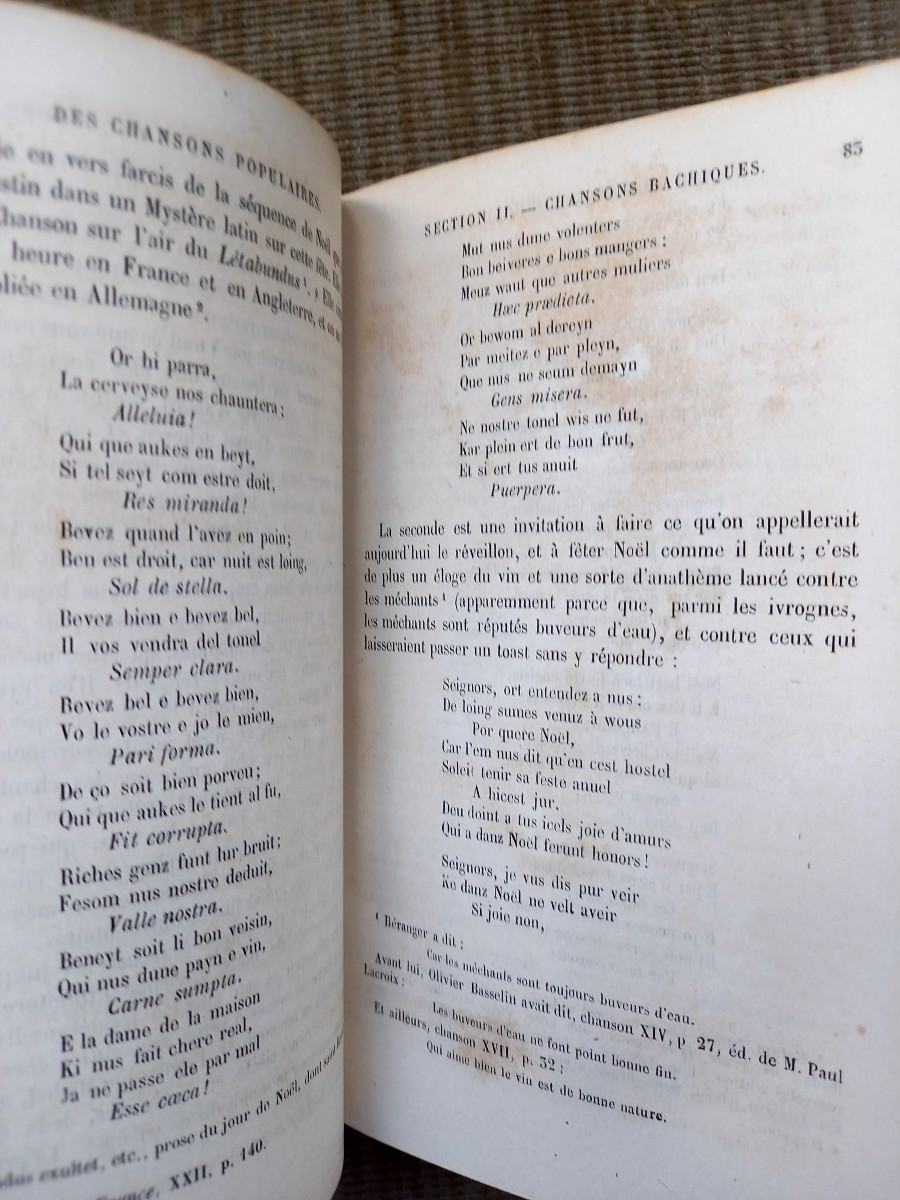 DES CHANSONS POPULAIRES,
en vers farcis de la séquence de Noël, que
dans un Mystère latin sur cette fête. Elle
Chanson sur l'air du Létabundus ¹. » Elle
heure en France et en Angleterre, et
en Allemagne ².
Or hi parra,
La cerveyse nos chauntera;
Alleluia!
Qui que aukes en beyt,
Si tel seyt com estre doit,
Res miranda!
Bevez quand l'avez en poin;
Ben est droit, car nuit est loing,
Sol de stella.
Bevez bien e bevez bel,
Il vos vendra del tonel
Semper clara.
Bevez bel e bevez bien,
Vo le vostre e jo le mien,
Pari forma.
De ço soit bien porveu;
Qui que aukes le tient al fu,
Fit corrupta.
Riches genz funt lur bruit;
Fesom nus nostre deduit,
Valle nostra.
Beneyt soit li bon veisin,
Qui nus dune payn e vin,
Carne sumpta.
E la dame de la maison
Ki nus fait chere real,
Ja ne passe ele par mal
Esse cæca!
exultet, etc., prose du jour de Noël, dont
XXII, p. 140.
SECTION II. — CHANSONS BACHIQUES. 83
Mut nus dune volenters
Bon beiveres e bons mangers :
Meuz waut que autres muliers
Hæc prædicta.
Or bewom al dereyn
Par meitez e par pleyn,
Que nus ne seum demayn
Gens misera.
Ne nostre tonel wis ne fut,
Kar plein ert de bon frut,
Et si ert tus anuit
Puerpera.
La seconde est une invitation à faire ce qu'on appellerait
aujourd'hui le réveillon, et à fêter Noël comme il faut; c'est
de plus un éloge du vin et une sorte d'anathème lancé contre
les méchants ¹ (apparemment parce que, parmi les ivrognes,
les méchants sont réputés buveurs d'eau), et contre ceux qui
laisseraient passer un toast sans y répondre :
Seignors, ort entendez a nus;
De loing sumes venuz à wous
Por quere Noël,
Car l'em nus dit qu'en cest hostel
Soleit tenir sa feste anuel
A hicest jur.
Deu doint a tus icels joie d'amurs
Qui a danz Noël ferunt honors!
Seignors, je vus dis pur veir
Ke danz Noël ne velt aveir
Si joie non,
¹ Béranger a dit :
Car les méchants sont toujours buveurs d'eau.
Avant lui, Olivier Basselin avait dit, chanson XIV, p 27, éd. de M. Paul
Lacroix :
Les buveurs d'eau ne font point bonne fin.
Et ailleurs, chanson XVII, p. 32 :
Qui aime bien le vin est de bonne nature.